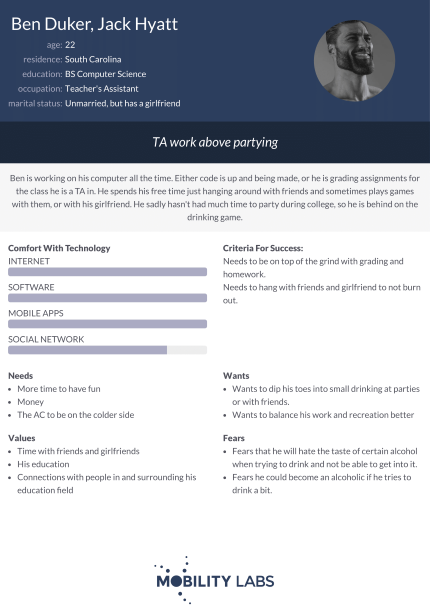 Ben Duker, Jack Hyatt
age: 22
residence: South Carolina
education: BS Computer Science
occupation: Teacher's Assistant
marital status: Unmarried, but has a girlfriend
TA work above partying
Ben is working on his computer all the time. Either code is up and being made, or he is grading assignments for
the class he is a TA in. He spends his free time just hanging around with friends and sometimes plays games
with them, or with his girlfriend. He sadly hasn't had much time to party during college, so he is behind on the
drinking game.
Comfort With Technology
INTERNET
SOFTWARE
MOBILE APPS
SOCIAL NETWORK
Criteria For Success:
Needs to be on top of the grind with grading and
homework.
Needs to hang with friends and girlfriend to not burn
out.
Needs
• More time to have fun
• Money
• The AC to be on the colder side
Wants
• Wants to dip his toes into small drinking at parties
or with friends.
• Wants to balance his work and recreation better
Values
• Time with friends and girlfriends
• His education
• Connections with people in and surrounding his
education field
Fears
• Fears that he will hate the taste of certain alcohol
when trying to drink and not be able to get into it.
• Fears he could become an alcoholic if he tries to
drink a bit.
MOBILITY LABS